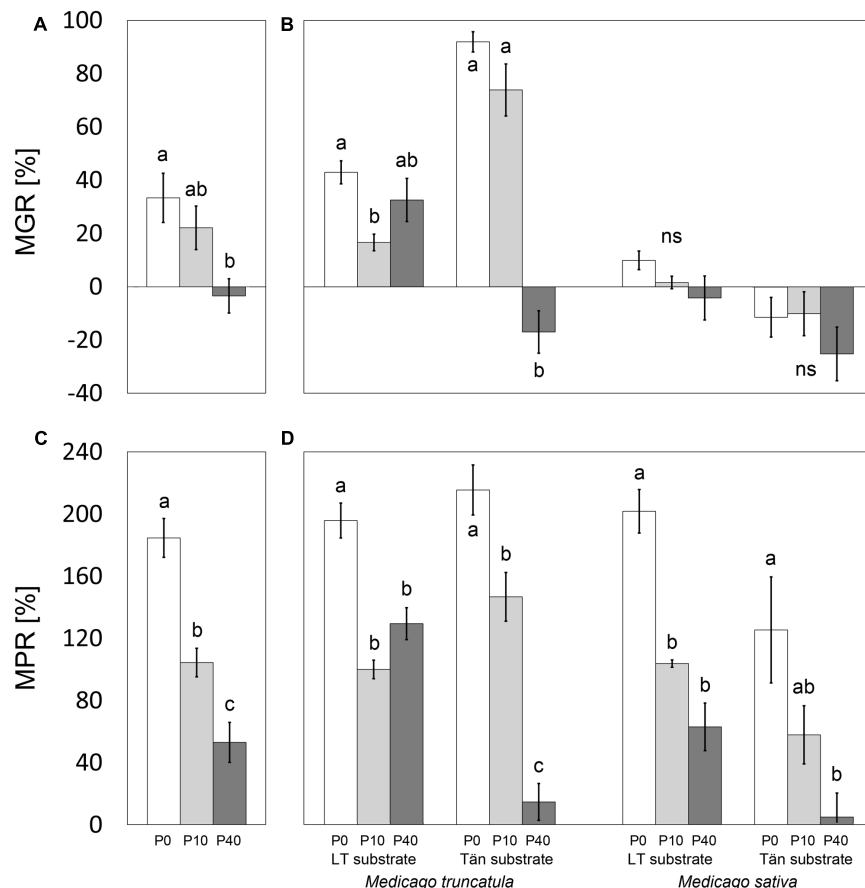 A
B
MGR [%]
100
80
60
40
20
0
-20
-40
a
ab
b
a
b
ab
a
a
b
ns
ns
C
D
MPR [%]
240
200
160
120
80
40
0
a
b
c
a
b
b
a
b
c
a
b
b
a
ab
b
P0 P10 P40 P0 P10 P40 P0 P10 P40 P0 P10 P40 P0 P10 P40
LT substrate Tän substrate LT substrate Tän substrate
Medicago truncatula Medicago sativa